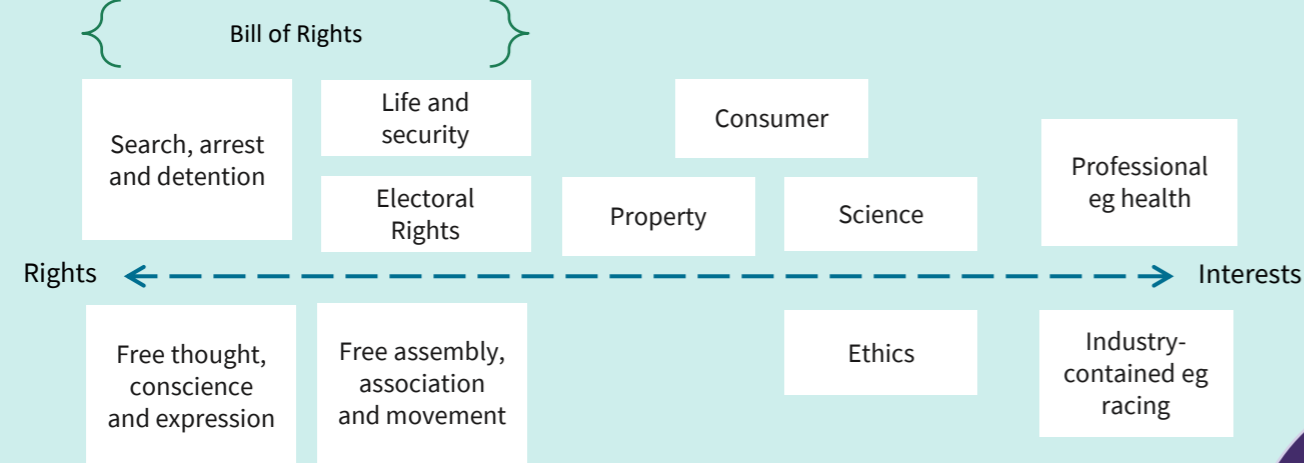 Bill of Rights
Search, arrest
and detention
Life and
security
Electoral
Rights
Property
Consumer
Science
Professional
eg health
Rights
Interests
Free thought,
conscience
and expression
Free assembly,
association
and movement
Ethics
Industry-
contained eg
racing